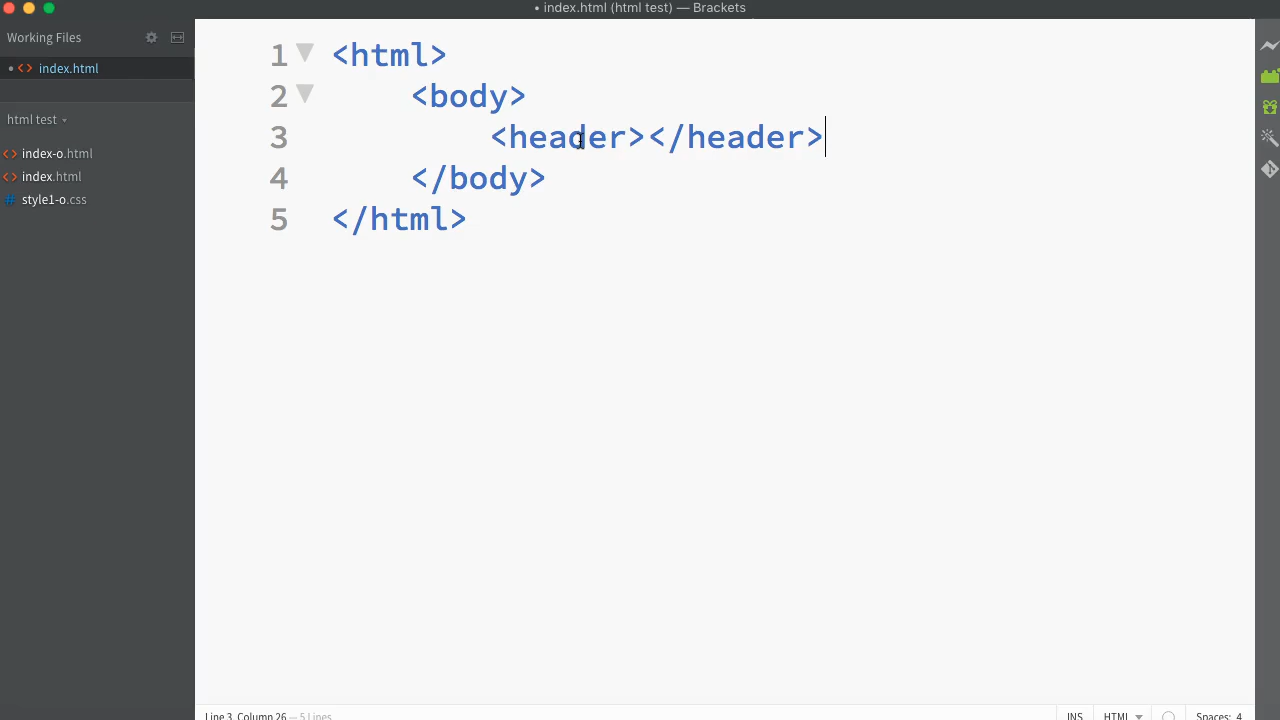 • index.html (html test) — Brackets
Working Files
• <> index.html
html test
<> index-o.html
<> index.html
# style1-o.css
1 <html>
2 <body>
3 <header></header>
4 </body>
5 </html>
Line 3, Column 26 — 5 Lines
INS HTML Spaces: 4